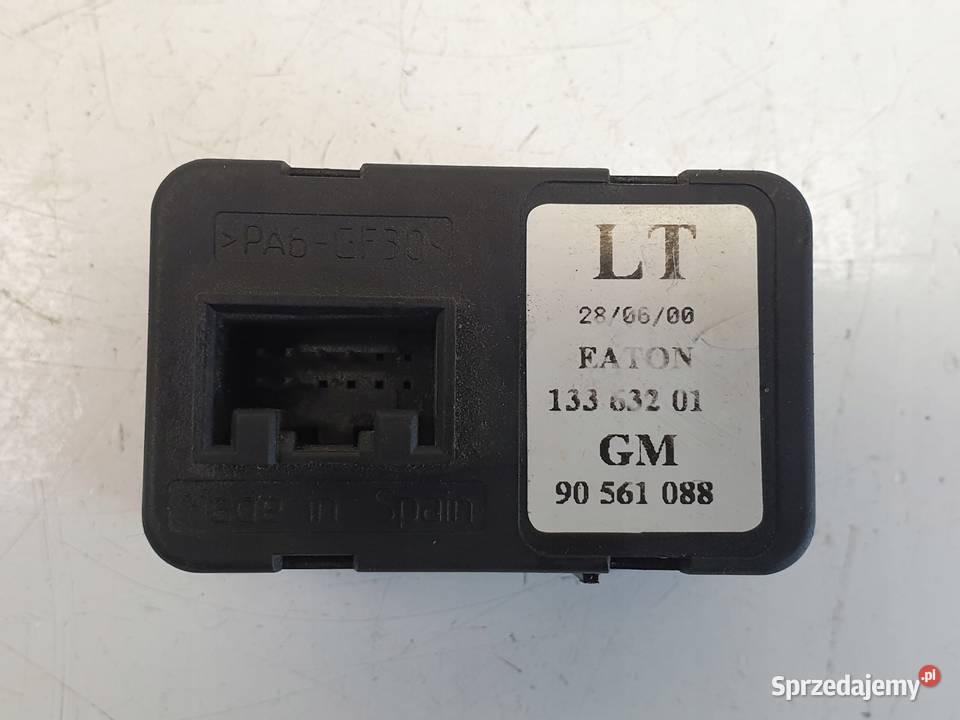 >PA6-GF30<
LT
28/06/00
EATON
133 632 01
GM
90 561 088
Made in Spain
Sprzedajemy.pl